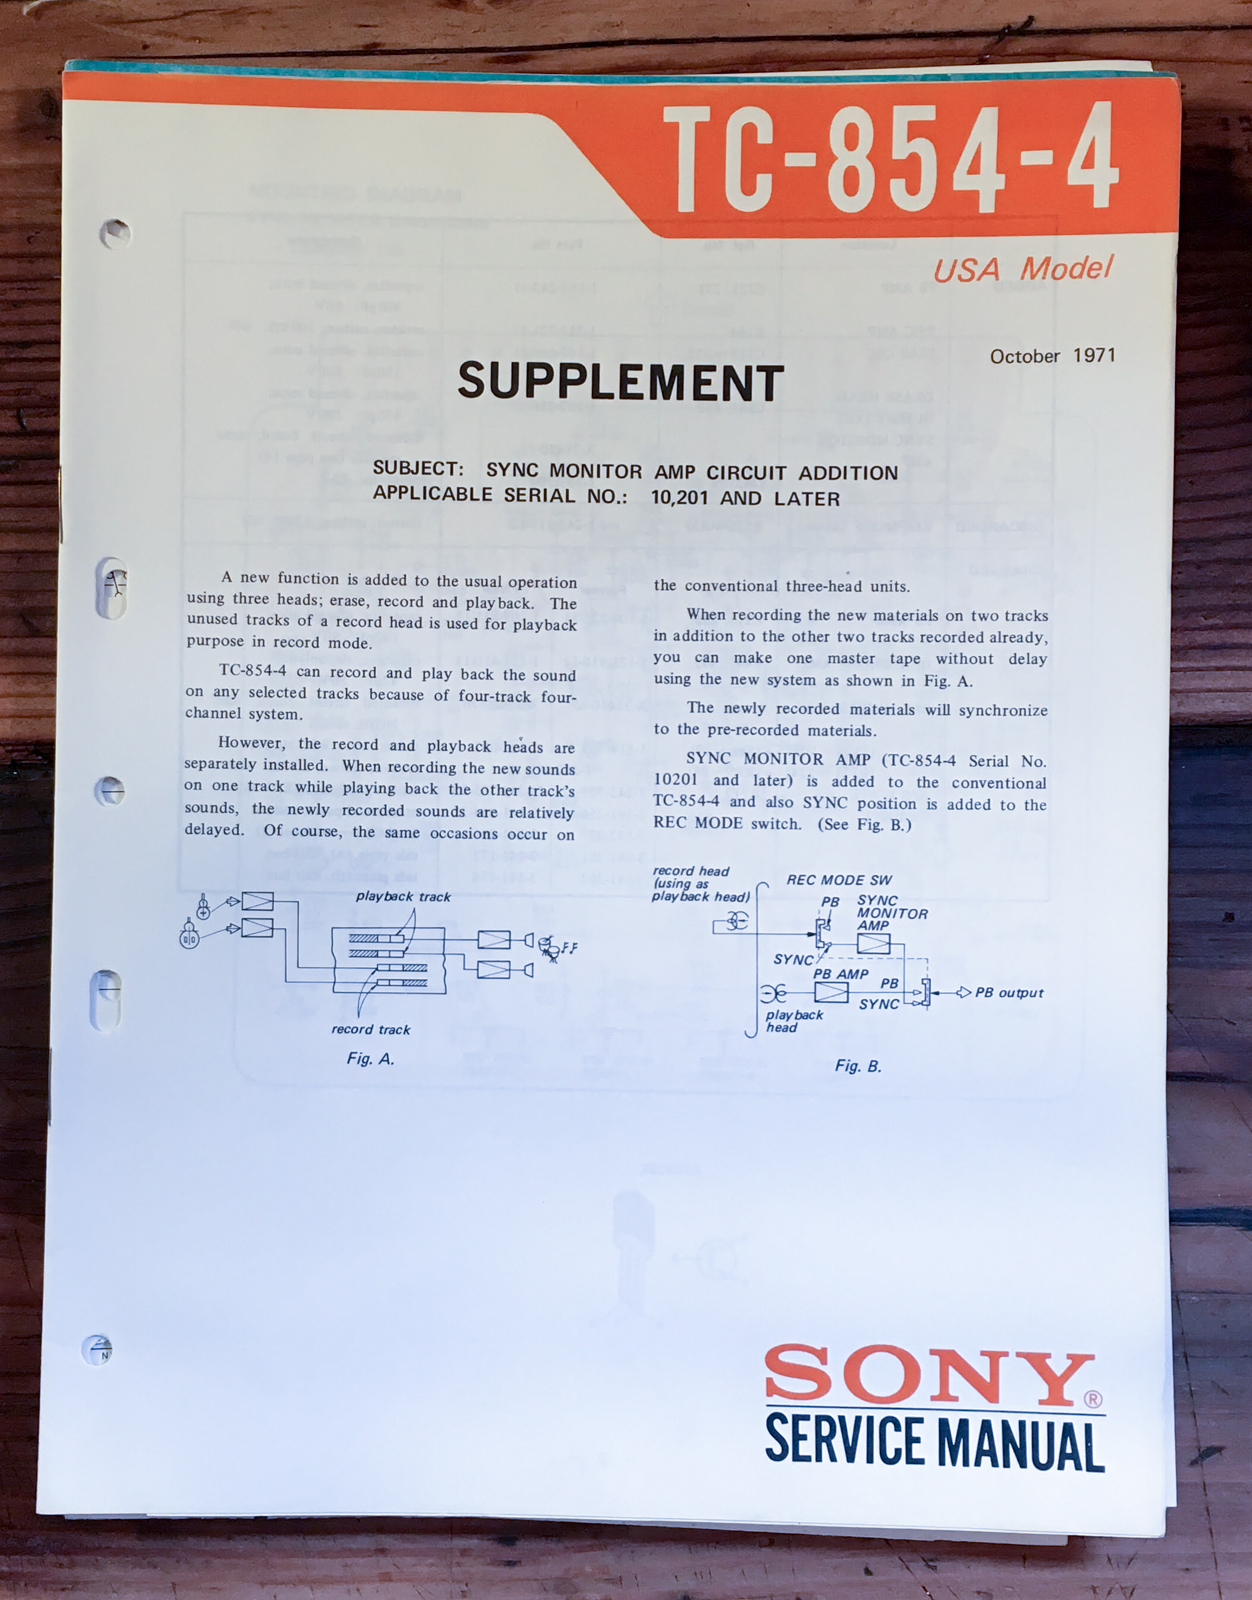 TC-854-4
USA Model
October 1971
SUPPLEMENT
SUBJECT: SYNC MONITOR AMP CIRCUIT ADDITION
APPLICABLE SERIAL NO.: 10,201 AND LATER
A new function is added to the usual operation
using three heads; erase, record and playback. The
unused tracks of a record head is used for playback
purpose in record mode.
TC-854-4 can record and play back the sound
on any selected tracks because of four-track four-
channel system.
However, the record and playback heads are
separately installed. When recording the new sounds
on one track while playing back the other track's
sounds, the newly recorded sounds are relatively
delayed. Of course, the same occasions occur on
the conventional three-head units.
When recording the new materials on two tracks
in addition to the other two tracks recorded already,
you can make one master tape without delay
using the new system as shown in Fig. A.
The newly recorded materials will synchronize
to the pre-recorded materials.
SYNC MONITOR AMP (TC-854-4 Serial No.
10201 and later) is added to the conventional
TC-854-4 and also SYNC position is added to the
REC MODE switch. (See Fig. B.)
playback track
record track
Fig. A.
record head
(using as
playback head)
REC MODE SW
PB
SYNC
MONITOR
AMP
SYNC
PB AMP
PB
SYNC
PB output
playback
head
Fig. B.
SONY®
SERVICE MANUAL